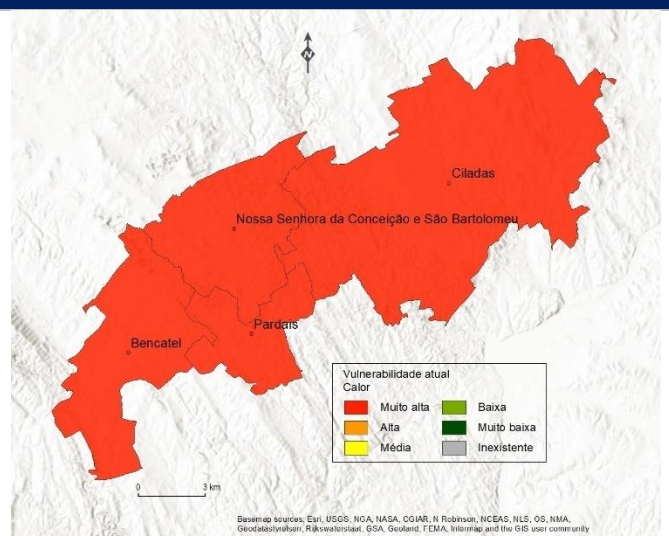 Ciladas
Nossa Senhora da Conceição e São Bartolomeu
Pardais
Bencatel
Vulnerabilidade atual
Calor
Muito alta
Baixa
Alta
Muito baixa
Média
Inexistente
0 3 km
Basemap sources: Esri, USGS, NGA, NASA, CGIAR, N Robinson, NCEAS, NLS, OS, NMA,
Geodatastyrelsen, Rijkswaterstaat, GSA, Geoland, FEMA, Intermap and the GIS user community